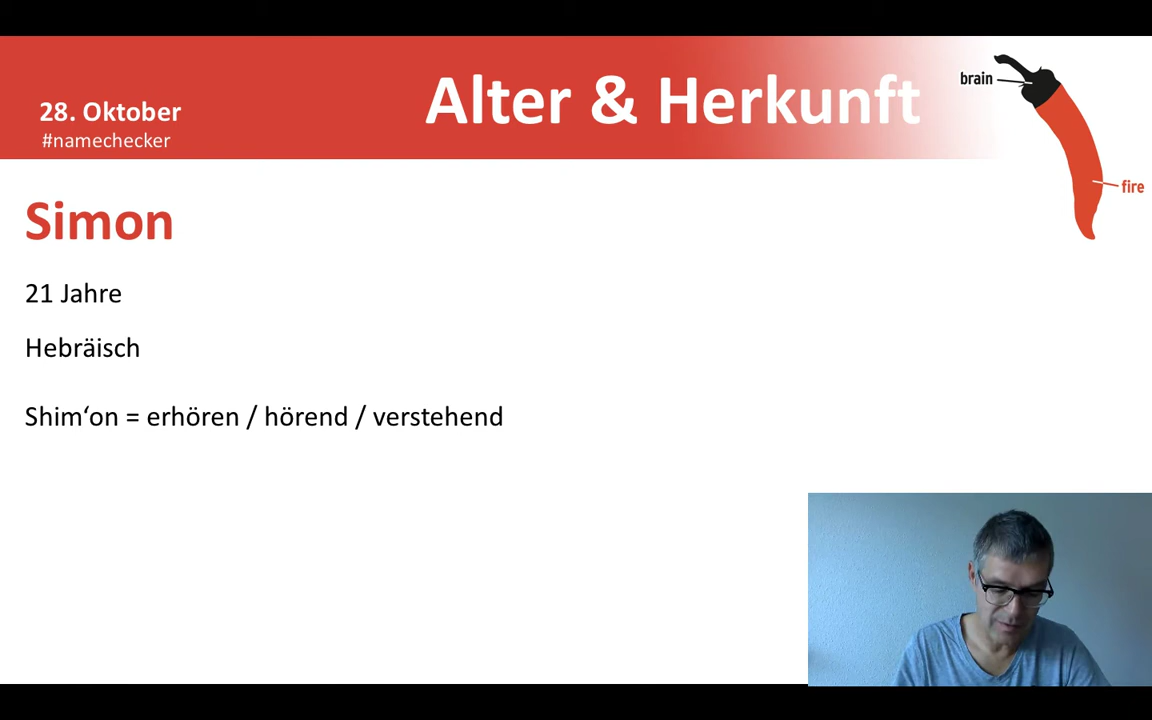 Alter & Herkunft
brain
28. Oktober
#namechecker
fire
Simon
21 Jahre
Hebräisch
Shim‘on = erhören / hörend / verstehend